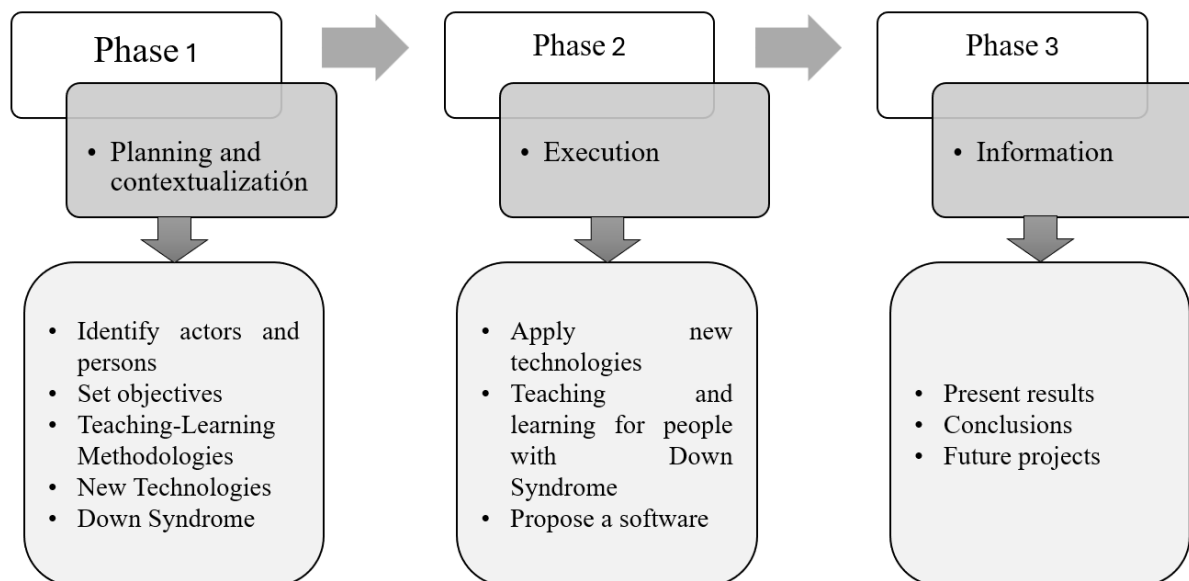 Phase 1
• Planning and
contextualizatión
• Identify actors and
persons
• Set objectives
• Teaching-Learning
Methodologies
• New Technologies
• Down Syndrome
Phase 2
• Execution
• Apply new
technologies
• Teaching and
learning for people
with Down
Syndrome
• Propose a software
Phase 3
• Information
• Present results
• Conclusions
• Future projects